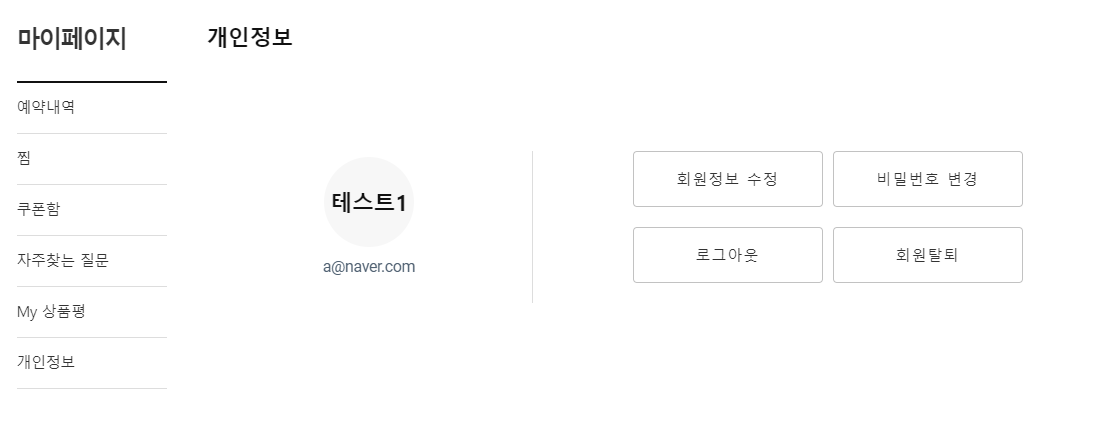 마이페이지
예약내역
찜
쿠폰함
자주찾는 질문
My 상품평
개인정보
개인정보
테스트1
a@naver.com
회원정보 수정
비밀번호 변경
로그아웃
회원탈퇴